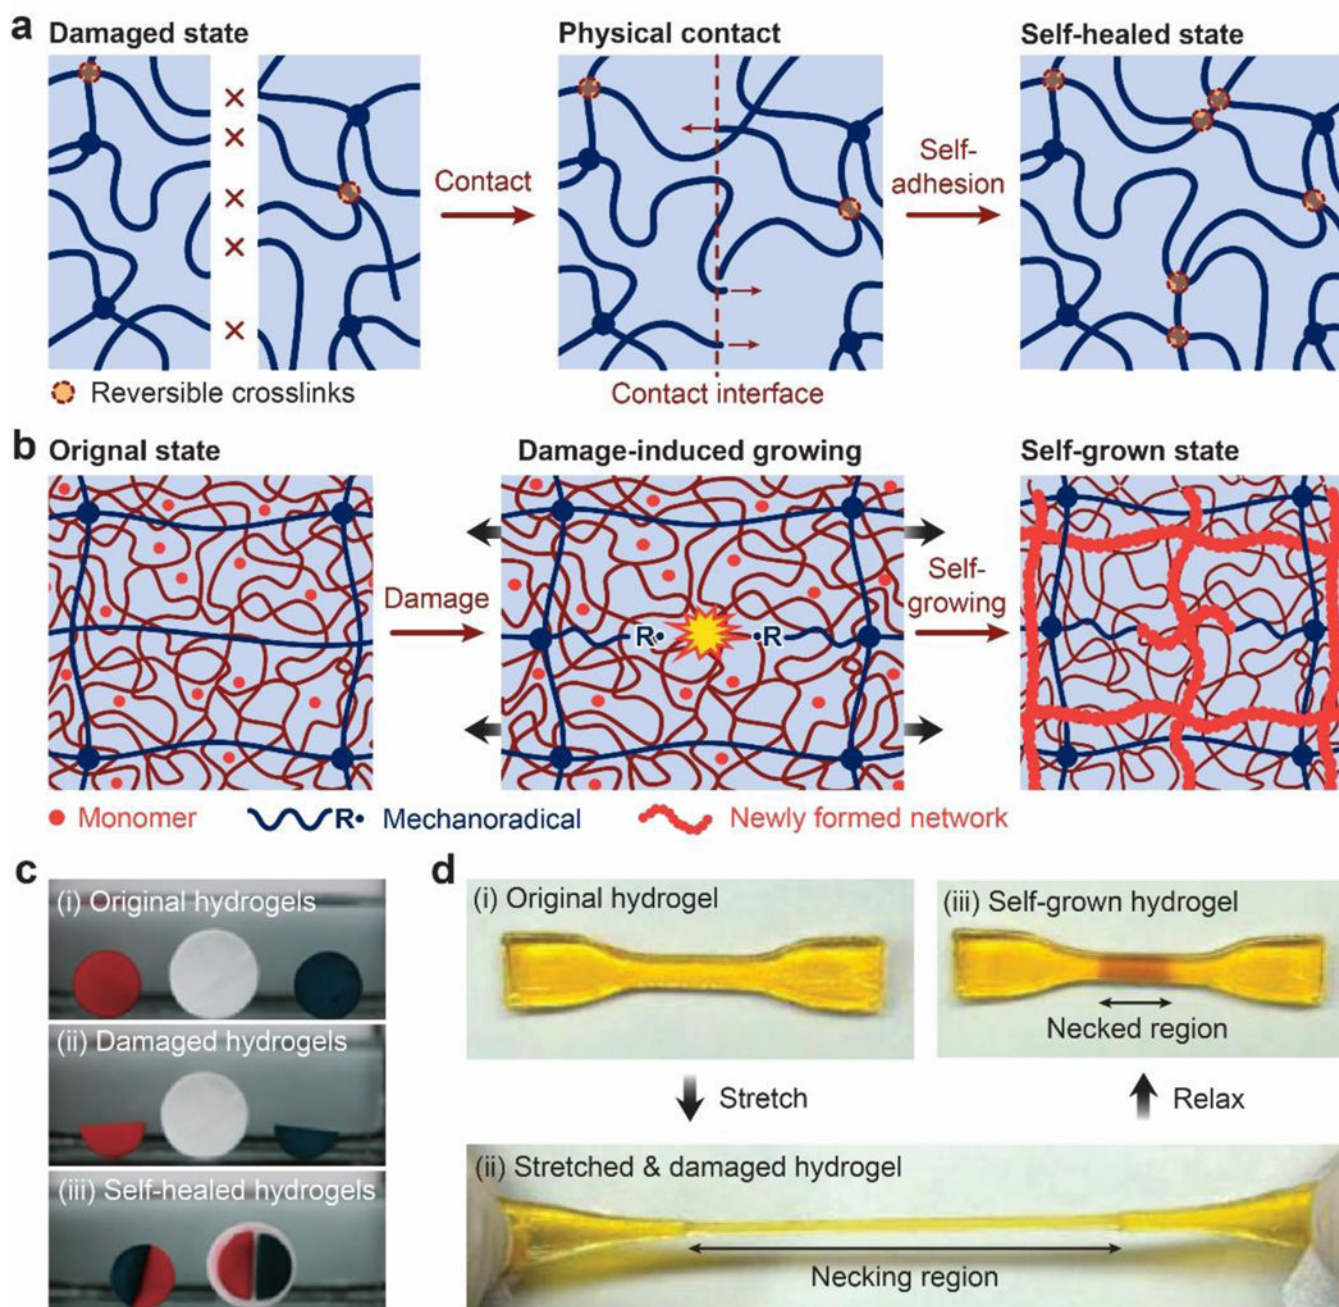 a
Damaged state
Physical contact
Self-healed state
Contact
Self-
adhesion
Reversible crosslinks
Contact interface
b
Orignal state
Damage-induced growing
Self-grown state
Damage
R•
•R
Self-
growing
Monomer
R•
Mechanoradical
Newly formed network
c
(i) Original hydrogels
(ii) Damaged hydrogels
(iii) Self-healed hydrogels
d
(i) Original hydrogel
(iii) Self-grown hydrogel
Necked region
Stretch
Relax
(ii) Stretched & damaged hydrogel
Necking region